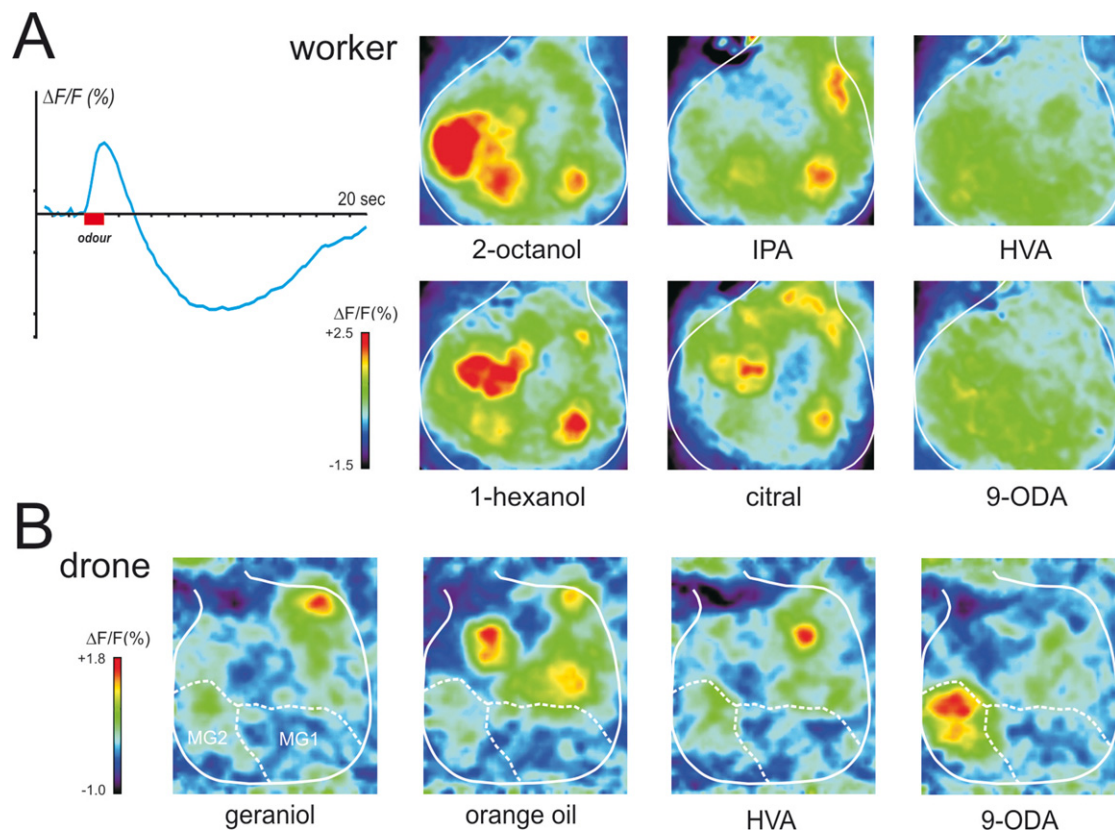 A
worker
ΔF/F (%)
20 sec
odour
2-octanol
IPA
HVA
ΔF/F(%)
+2.5
-1.5
1-hexanol
citral
9-ODA
B
drone
ΔF/F(%)
+1.8
-1.0
MG2
MG1
geraniol
orange oil
HVA
9-ODA